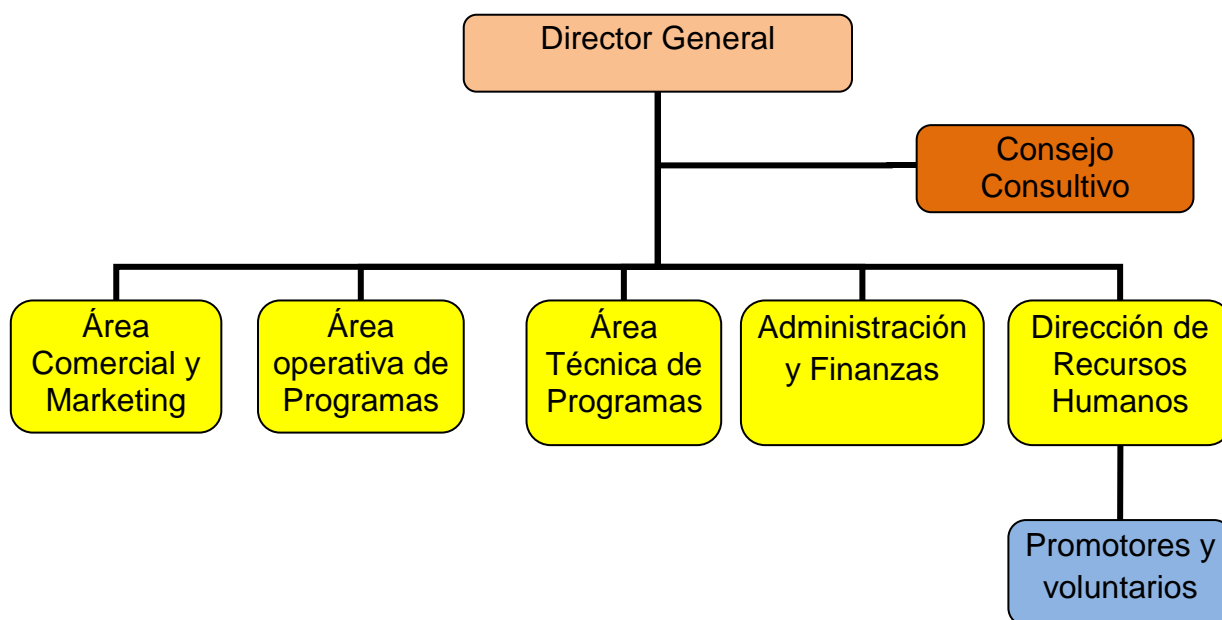 Director General
Consejo
Consultivo
Área
Comercial y
Marketing
Área
operativa de
Programas
Área
Técnica de
Programas
Administración
y Finanzas
Dirección de
Recursos
Humanos
Promotores y
voluntarios